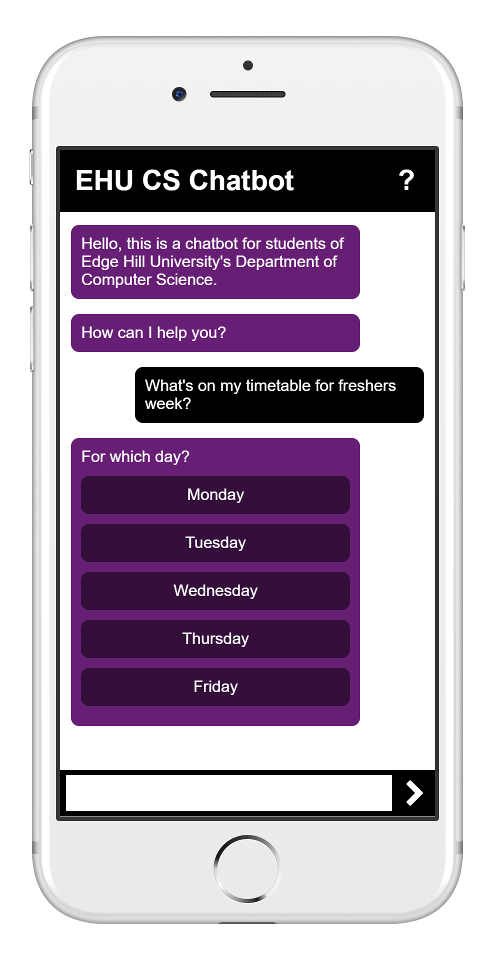 EHU CS Chatbot ?
Hello, this is a chatbot for students of
Edge Hill University's Department of
Computer Science.
How can I help you?
What's on my timetable for freshers
week?
For which day?
Monday
Tuesday
Wednesday
Thursday
Friday